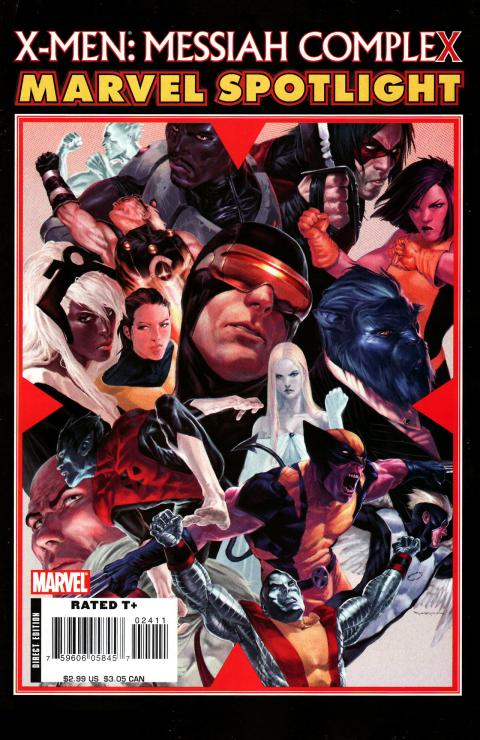 X-MEN: MESSIAH COMPLEX
MARVEL SPOTLIGHT
MARVEL
RATED T+
DIRECT EDITION
02411
7 59606 05845 7
$2.99 US $3.05 CAN